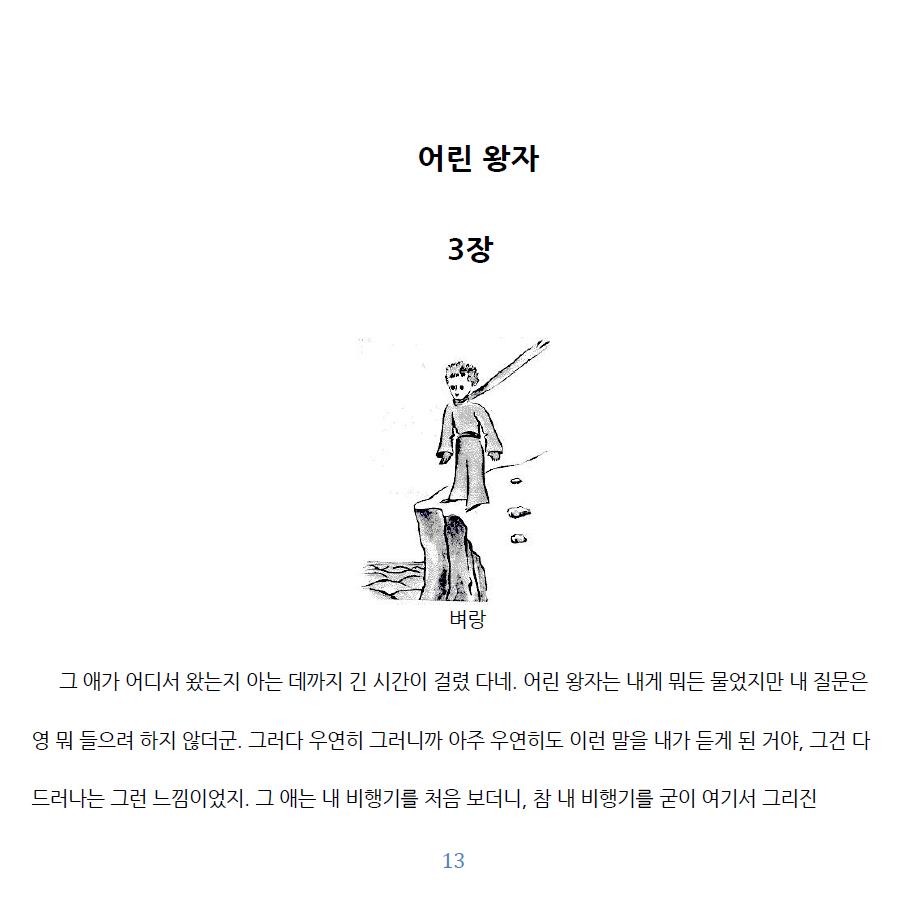 어린 왕자
3장
벼랑
그 애가 어디서 왔는지 아는 데까지 긴 시간이 걸렸 다네. 어린 왕자는 내게 뭐든 물었지만 내 질문은
영 뭐 들으려 하지 않더군. 그러다 우연히 그러니까 아주 우연히도 이런 말을 내가 듣게 된 거야, 그건 다
드러나는 그런 느낌이었지. 그 애는 내 비행기를 처음 보더니, 참 내 비행기를 굳이 여기서 그리진
13